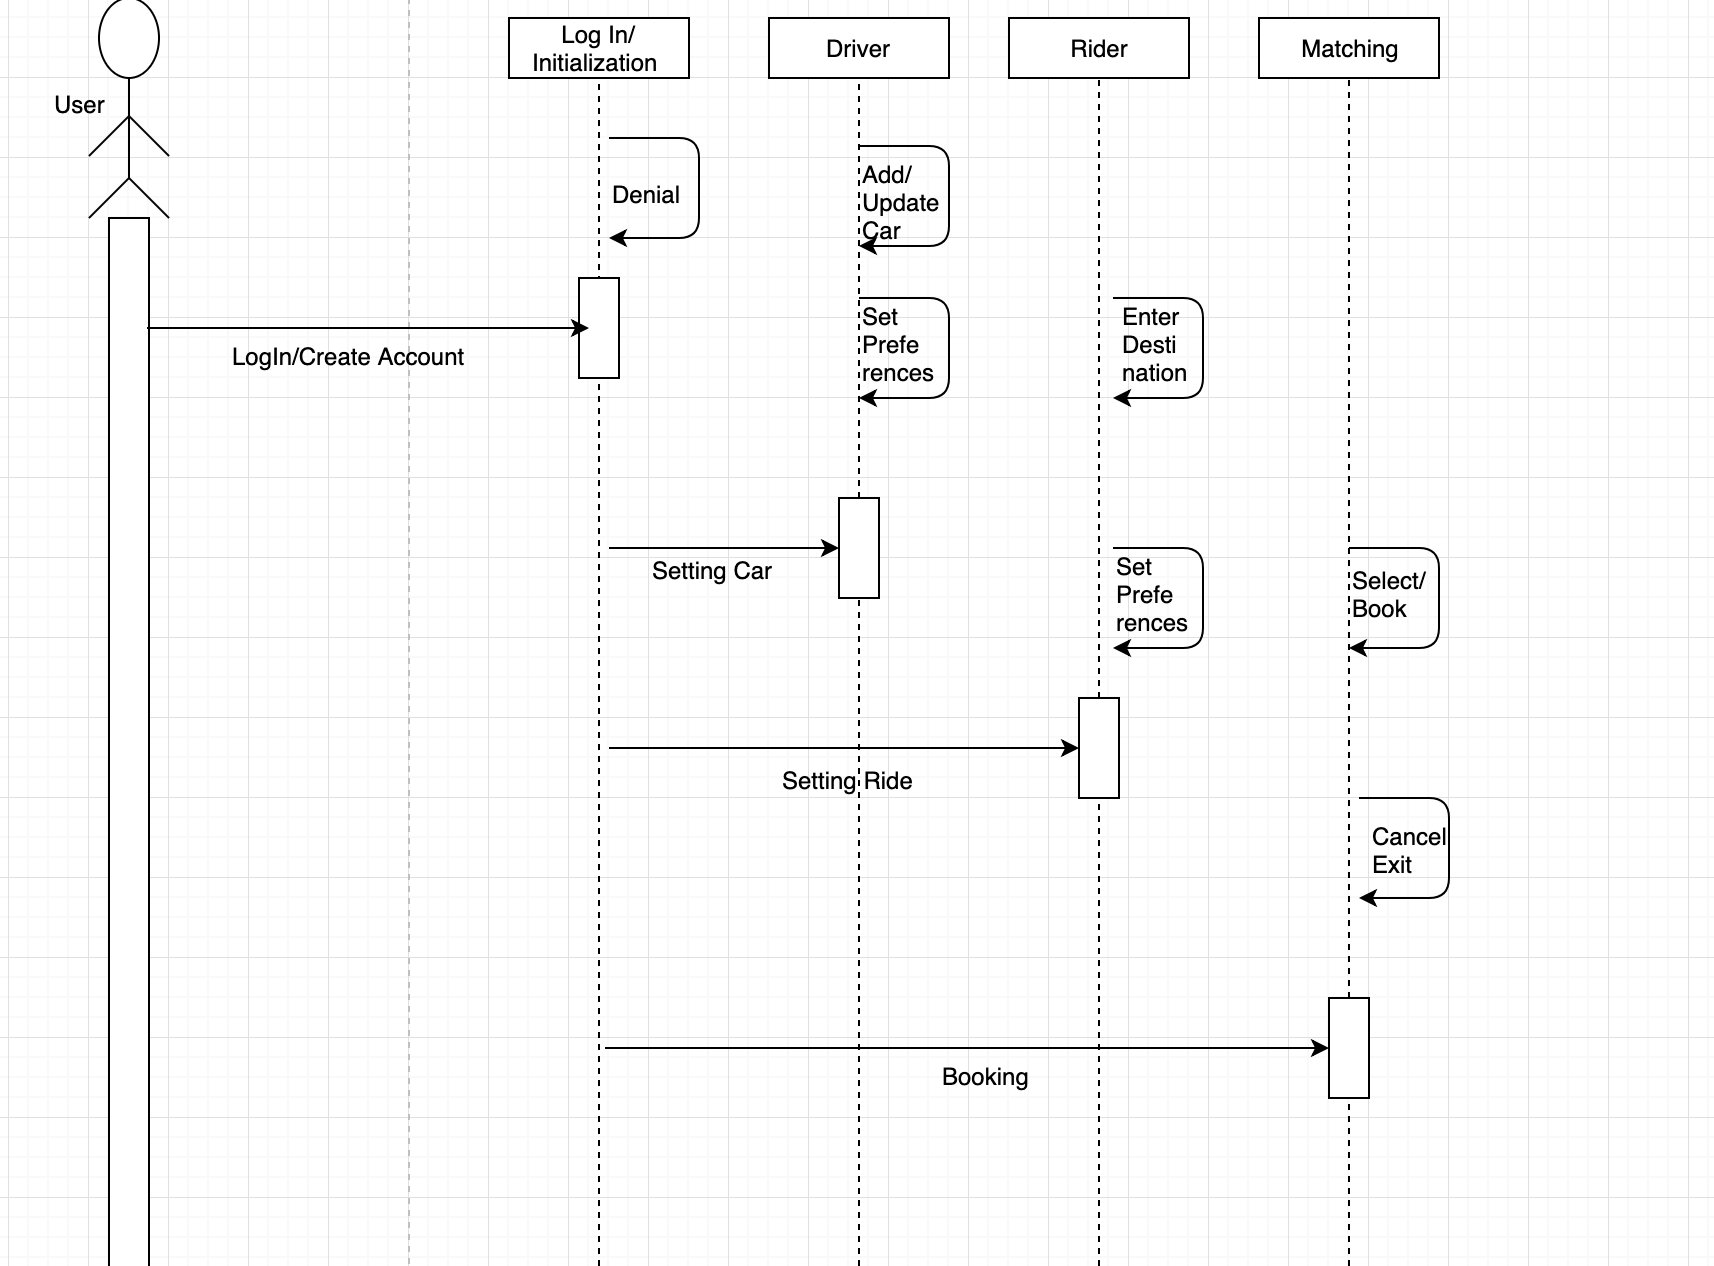 User
Log In/
Initialization
Driver
Rider
Matching
Denial
Add/
Update
Car
LogIn/Create Account
Set
Prefe
rences
Enter
Desti
nation
Setting Car
Set
Prefe
rences
Select/
Book
Setting Ride
Cancel
Exit
Booking